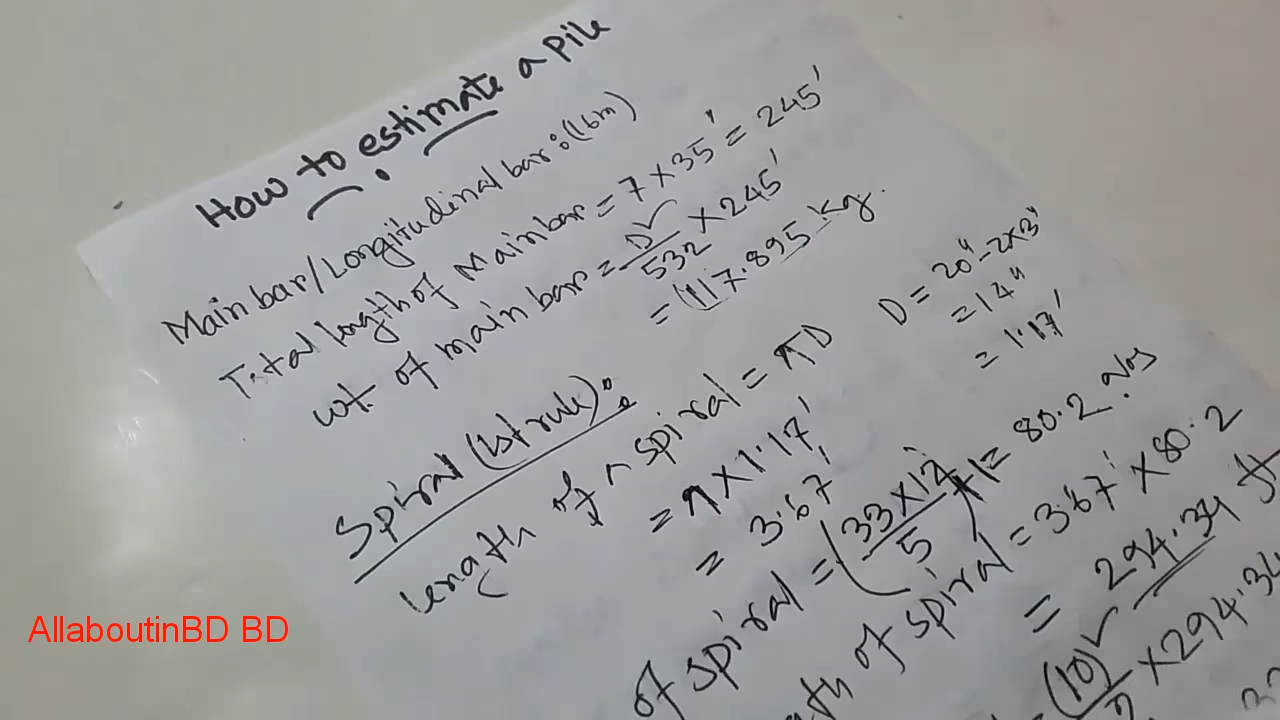 How to estimate a pile
Main bar/Longitudinal bar: (16m)
Total length of Main bar = 7 X 35' = 245'
wt. of main bar = D²/532 X 245'
= 117.895 kg.
D = 20" - 2X3"
= 14"
= 1.17'
Spiral (1st rule):
length of a spiral = πD
= π X 1.17'
= 3.67'
of spiral = (33X12/5)+1 = 80.2 Nos
of spiral = 3.67' X 80.2
= 294.34 ft
(10)²/ X 294.34
AllaboutinBD BD